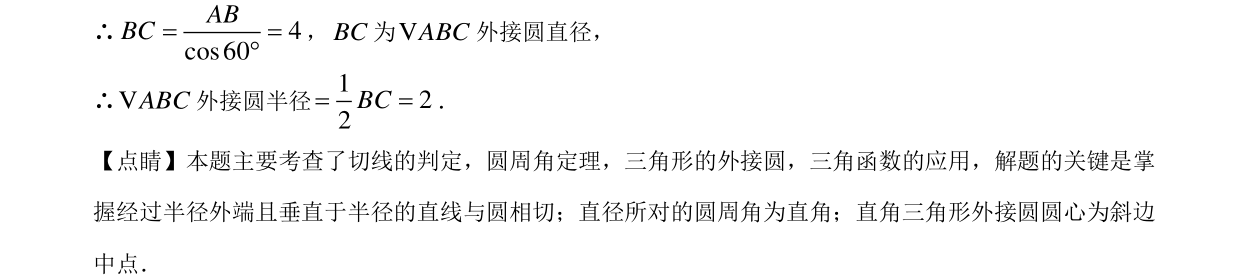 ∴ BC = AB/cos60° = 4，BC 为VABC 外接圆直径，
∴VABC 外接圆半径=1/2 BC = 2．
【点睛】本题主要考查了切线的判定，圆周角定理，三角形的外接圆，三角函数的应用，解题的关键是掌
握经过半径外端且垂直于半径的直线与圆相切；直径所对的圆周角为直角；直角三角形外接圆圆心为斜边
中点．